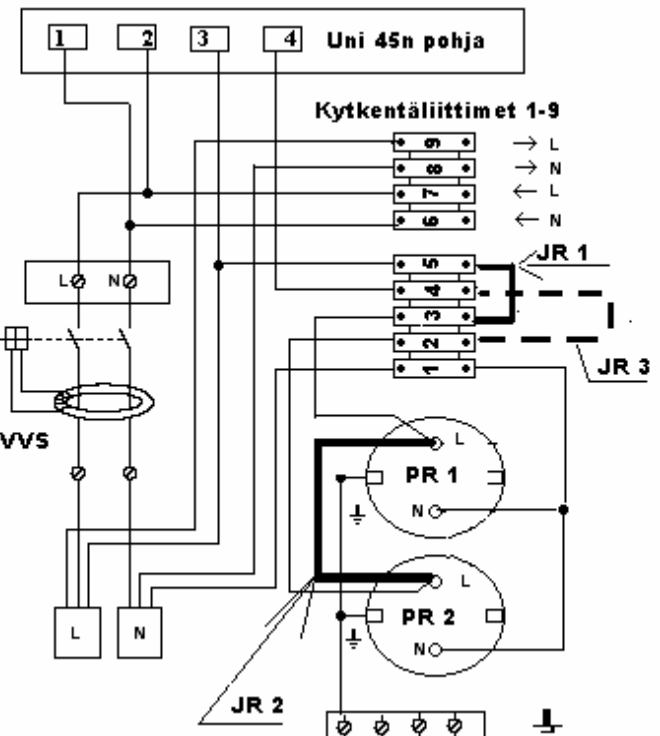 1 2 3 4 Uni 45n pohja
Kytkentäliittimet 1-9
9 → L
8 → N
7 ← L
6 ← N
5
4
3
2
1
JR 1
JR 3
L N
VVS
L
PR 1
N
L
PR 2
N
L N
JR 2